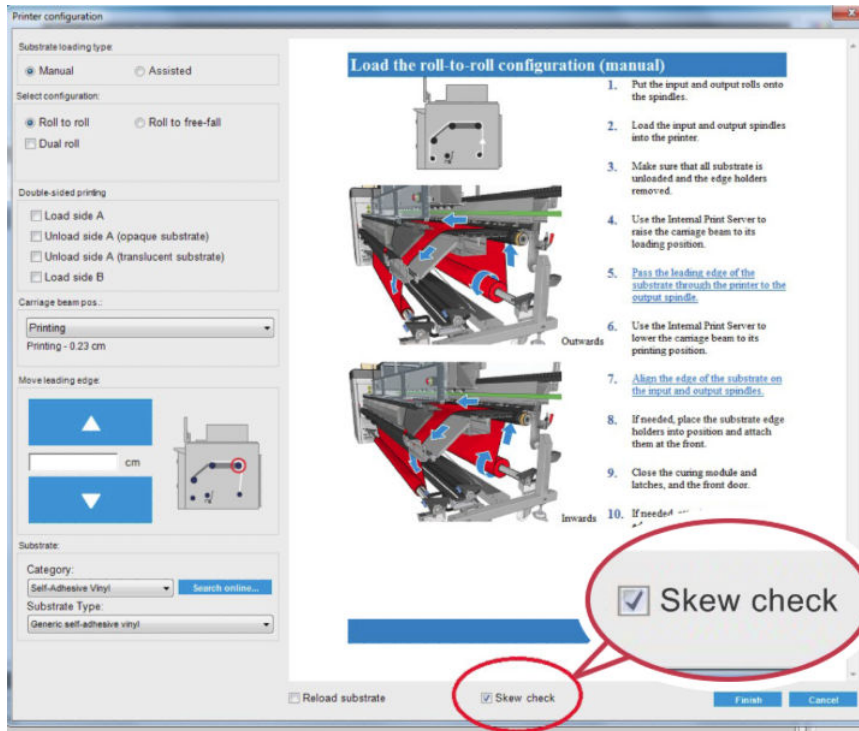 Printer configuration
Substrate loading type:
Manual
Assisted
Select configuration:
Roll to roll
Roll to free-fall
Dual roll
Double-sided printing
Load side A
Unload side A (opaque substrate)
Unload side A (translucent substrate)
Load side B
Carriage beam pos.:
Printing
Printing - 0.23 cm
Move leading edge:
cm
Substrate:
Category:
Self-Adhesive Vinyl
Search online...
Substrate Type:
Generic self-adhesive vinyl
Load the roll-to-roll configuration (manual)
Outwards
Inwards
1. Put the input and output rolls onto
the spindles.
2. Load the input and output spindles
into the printer.
3. Make sure that all substrate is
unloaded and the edge holders
removed.
4. Use the Internal Print Server to
raise the carriage beam to its
loading position.
5. Pass the leading edge of the
substrate through the printer to the
output spindle.
6. Use the Internal Print Server to
lower the carriage beam to its
printing position.
7. Align the edge of the substrate on
the input and output spindles.
8. If needed, place the substrate edge
holders into position and attach
them at the front.
9. Close the curing module and
latches, and the front door.
10. If needed
Skew check
Reload substrate
Skew check
Finish
Cancel